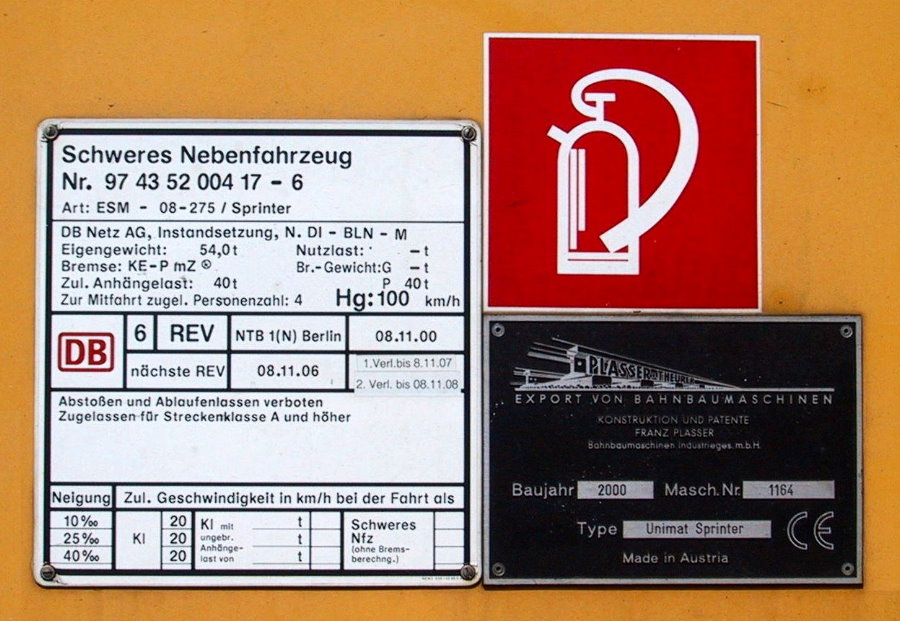 Schweres Nebenfahrzeug
Nr. 97 43 52 004 17 - 6
Art: ESM - 08-275 / Sprinter
DB Netz AG, Instandsetzung, N. DI - BLN - M
Eigengewicht: 54,0 t Nutzlast: - t
Bremse: KE-P mZ Br.-Gewicht: G - t
Zul. Anhängelast: 40 t P 40 t
Zur Mitfahrt zugel. Personenzahl: 4 Hg: 100 km/h
DB 6 REV NTB 1(N) Berlin 08.11.00
nächste REV 08.11.06 1.Verl. bis 8.11.07
2. Verl. bis 08.11.08
Abstoßen und Ablaufenlassen verboten
Zugelassen für Streckenklasse A und höher
Neigung Zul. Geschwindigkeit in km/h bei der Fahrt als
10 ‰ 20
25 ‰ Kl 20
40 ‰ 20
Kl mit ungebr. Anhänge-last von t t t
Schweres Nfz (ohne Brems-berechng.)
PLASSER & THEURER
EXPORT VON BAHNBAUMASCHINEN
KONSTRUKTION UND PATENTE
FRANZ PLASSER
Bahnbaumaschinen Industrieges. m.b.H.
Baujahr 2000 Masch. Nr. 1164
Type Unimat Sprinter CE
Made in Austria